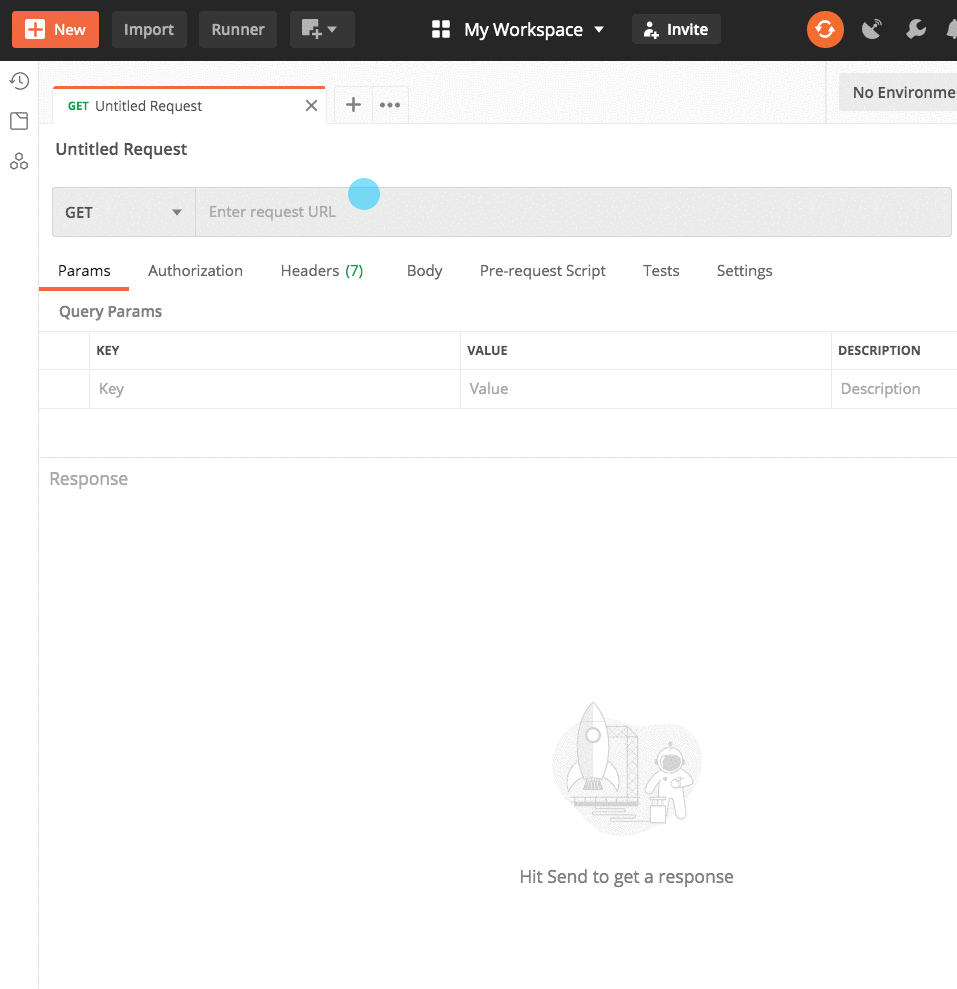 New Import Runner My Workspace Invite
GET Untitled Request No Environme
Untitled Request
GET Enter request URL
Params Authorization Headers (7) Body Pre-request Script Tests Settings
Query Params
KEY VALUE DESCRIPTION
Key Value Description
Response
Hit Send to get a response